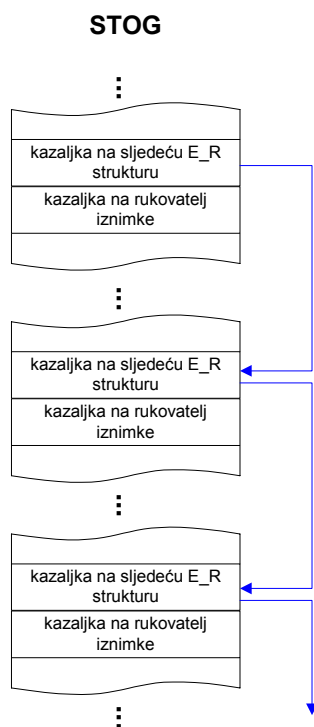 STOG
kazaljka na sljedeću E_R
strukturu
kazaljka na rukovatelj
iznimke
kazaljka na sljedeću E_R
strukturu
kazaljka na rukovatelj
iznimke
kazaljka na sljedeću E_R
strukturu
kazaljka na rukovatelj
iznimke